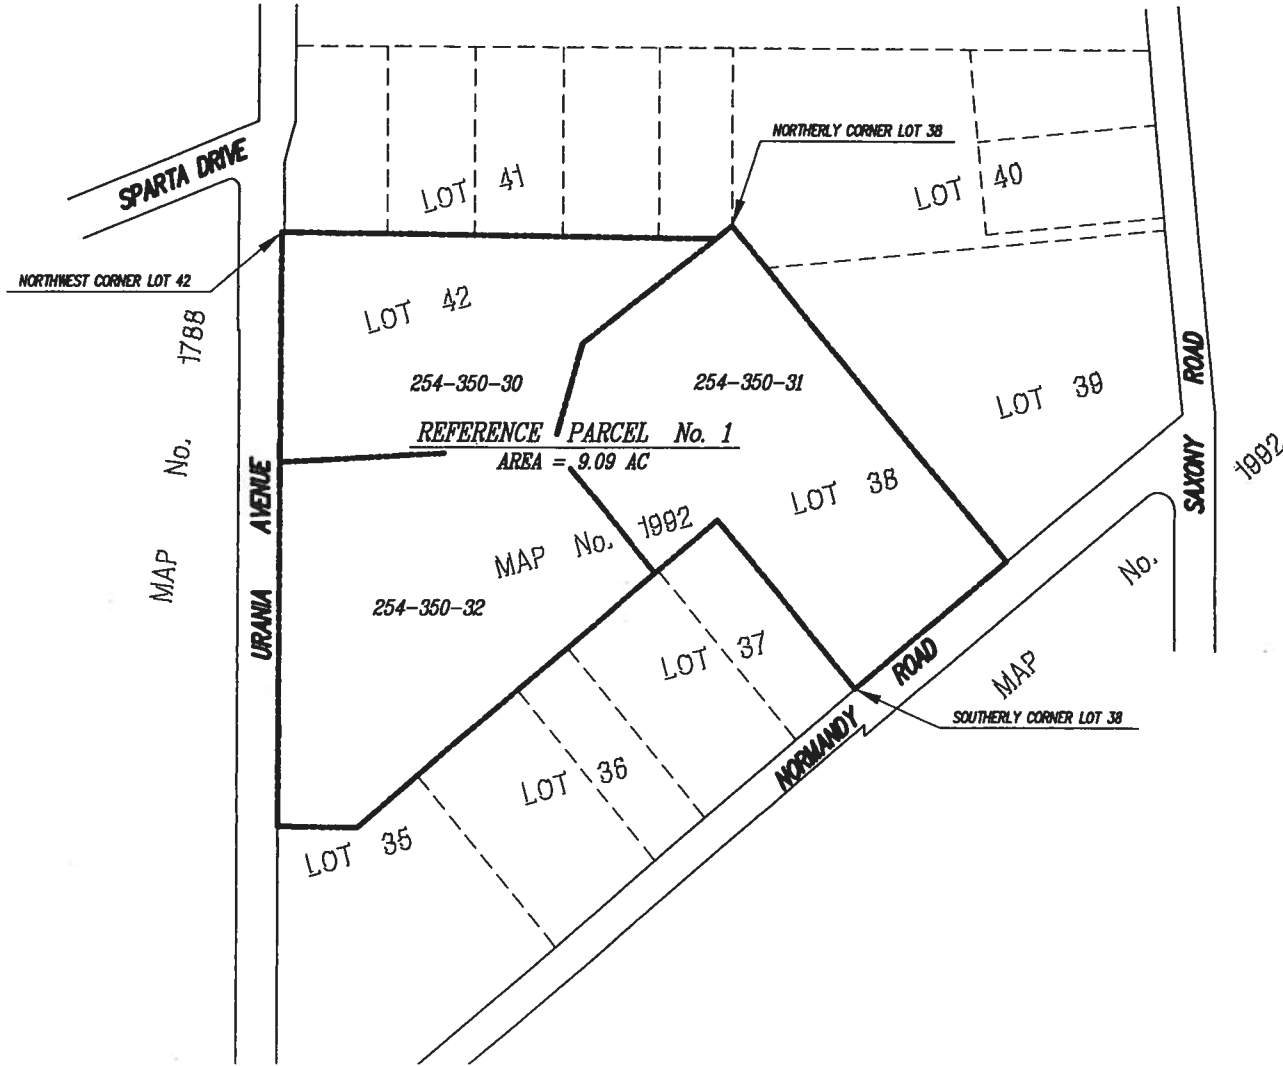 NORTHERLY CORNER LOT 38
SPARTA DRIVE
LOT 41
LOT 40
NORTHWEST CORNER LOT 42
LOT 42
MAP No. 1788
254-350-30
254-350-31
SAXONY ROAD
LOT 39
REFERENCE PARCEL No. 1
AREA = 9.09 AC
URANIA AVENUE
LOT 38
MAP No. 1992
MAP No. 1992
254-350-32
LOT 37
NORMANDY ROAD
SOUTHERLY CORNER LOT 38
LOT 36
LOT 35